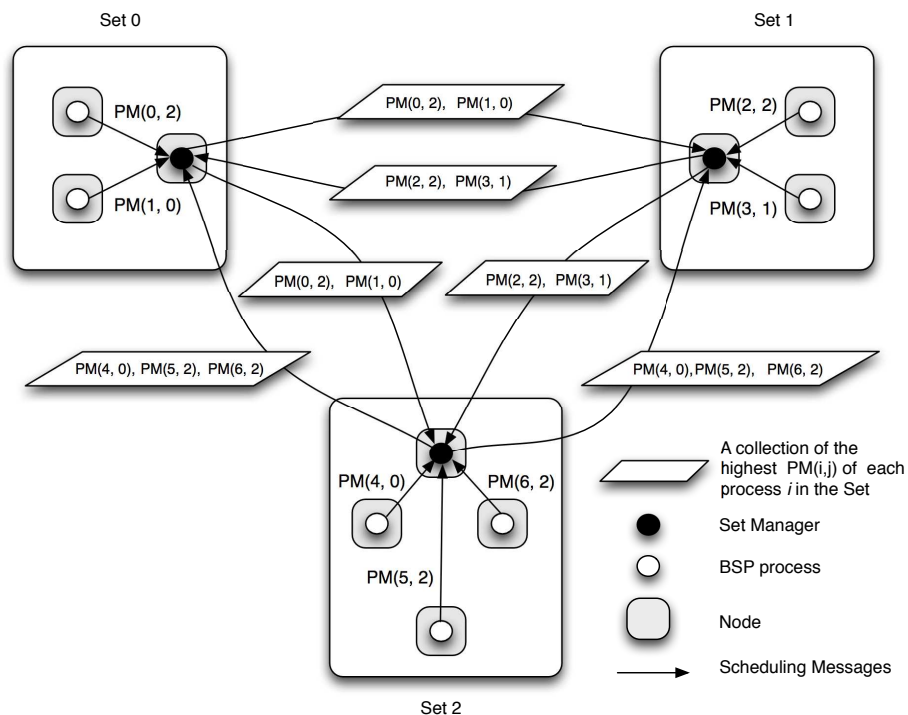 Set 0
Set 1
PM(0, 2)
PM(1, 0)
PM(0, 2), PM(1, 0)
PM(2, 2), PM(3, 1)
PM(2, 2)
PM(3, 1)
PM(0, 2), PM(1, 0)
PM(2, 2), PM(3, 1)
PM(4, 0), PM(5, 2), PM(6, 2)
PM(4, 0),PM(5, 2), PM(6, 2)
PM(4, 0)
PM(6, 2)
PM(5, 2)
Set 2
A collection of the
highest PM(i,j) of each
process i in the Set
Set Manager
BSP process
Node
Scheduling Messages